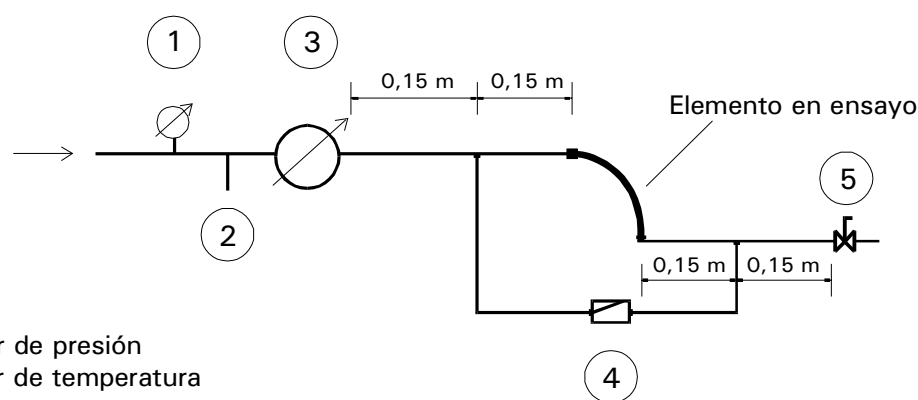 1
3
0,15 m
0,15 m
Elemento en ensayo
5
2
0,15 m
0,15 m
de presión
de temperatura
4